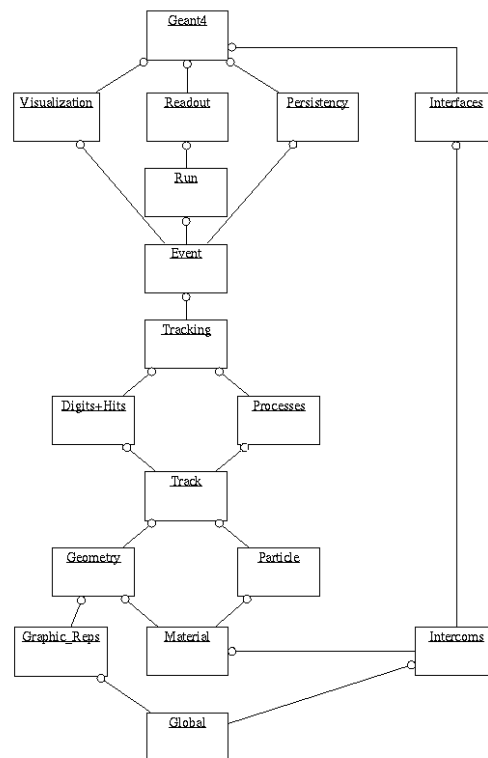 Geant4
Visualization
Readout
Persistency
Interfaces
Run
Event
Tracking
Digits+Hits
Processes
Track
Geometry
Particle
Graphic_Reps
Material
Intercoms
Global